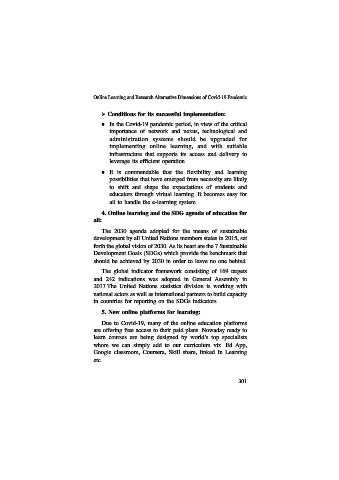 Online Learning and Research Alternative Dimensions of Covid-19 Pandemic
➢ Conditions for its successful implementation:
● In the Covid-19 pandemic period, in view of the critical
importance of network and nexus, technological and
administration systems should be upgraded for
implementing online learning, and with suitable
infrastructure that supports its access and delivery to
leverage its efficient operation
● It is commendable that the flexibility and learning
possibilities that have emerged from necessity are likely
to shift and shape the expectations of students and
educators through virtual learning. It becomes easy for
all to handle the e-learning system
4. Online learning and the SDG agenda of education for
all:
The 2030 agenda adopted for the means of sustainable
development by all United Nations members states in 2015, set
forth the global vision of 2030. As its heart are the 7 Sustainable
Development Goals (SDGs) which provide the benchmark that
should be achieved by 2030 in order to leave no one behind.
The global indicator framework consisting of 169 targets
and 242 indications was adopted in General Assembly in
2017.The United Nations statistics division is working with
national actors as well as international partners to build capacity
in countries for reporting on the SDGs indicators
5. New online platforms for learning:
Due to Covid-19, many of the online education platforms
are offering free access to their paid plans. Nowaday ready to
learn courses are being designed by world's top specialists
where we can simply add to our curriculum viz. Ed App,
Google classroom, Coursera, Skill share, linked In Learning
etc.
301